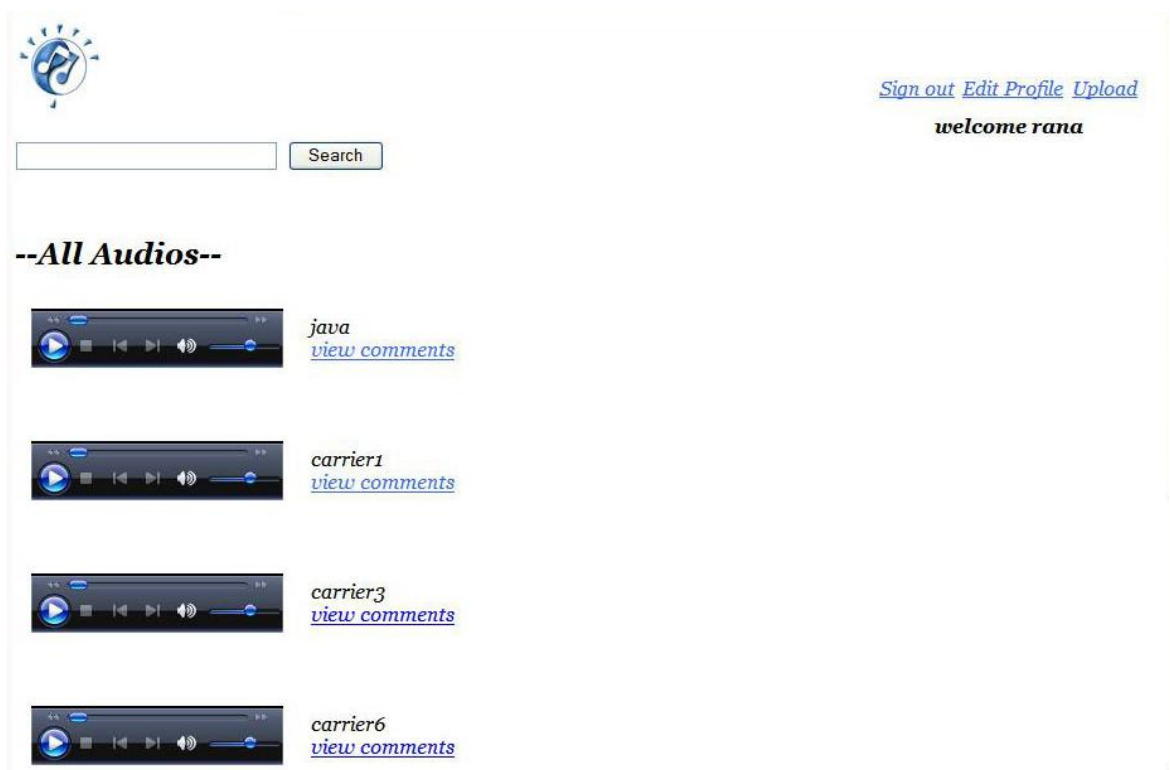 Sign out Edit Profile Upload
welcome rana
Search
--All Audios--
java
view comments
carrier1
view comments
carrier3
view comments
carrier6
view comments